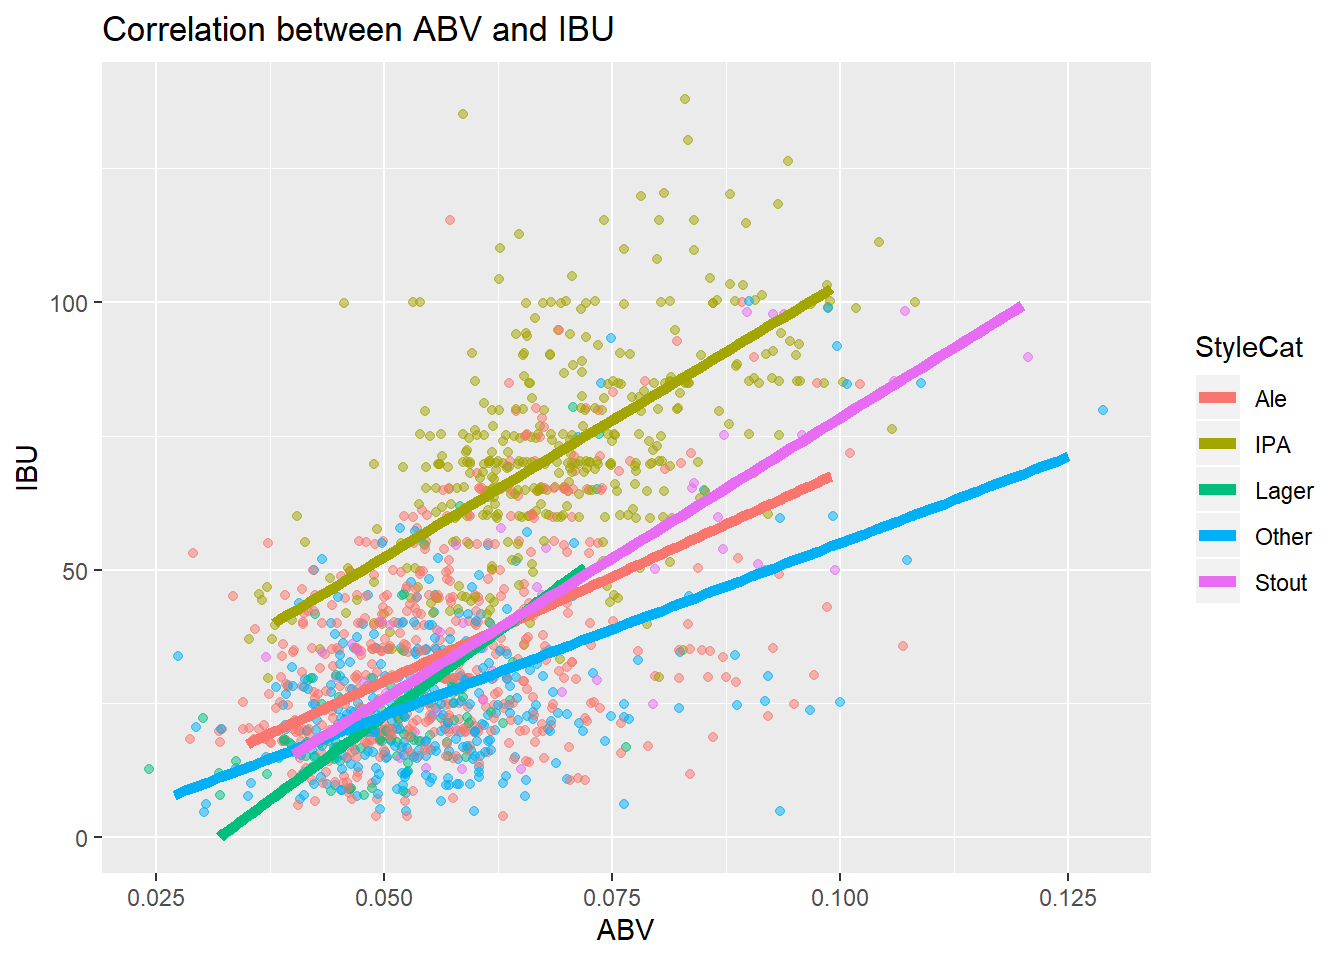 Correlation between ABV and IBU
IBU
100
50
0
0.025
0.050
0.075
0.100
0.125
ABV
StyleCat
Ale
IPA
Lager
Other
Stout